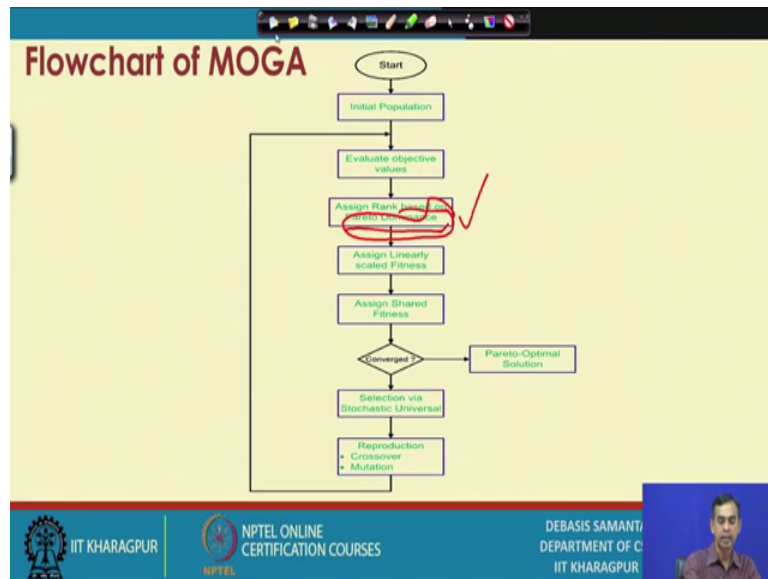 Flowchart of MOGA
Start
Initial Population
Evaluate objective
values
Assign Rank based on
Pareto Dominance
Assign Linearly
scaled Fitness
Assign Shared
Fitness
Converged ?
Pareto-Optimal
Solution
Selection via
Stochastic Universal
Reproduction
• Crossover
• Mutation
IIT KHARAGPUR
NPTEL
NPTEL ONLINE
CERTIFICATION COURSES
DEBASIS SAMANTA
DEPARTMENT OF CS
IIT KHARAGPUR